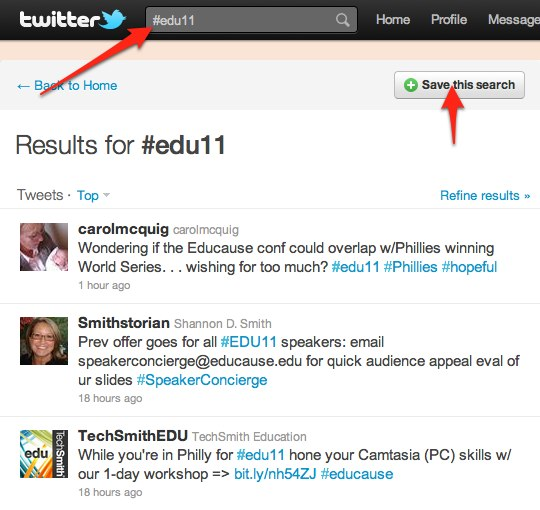 twitter #edu11 Home Profile Message
← Back to Home Save this search
Results for #edu11
Tweets · Top Refine results »
carolmcquig carolmcquig
Wondering if the Educause conf could overlap w/Phillies winning
World Series. . . wishing for too much? #edu11 #Phillies #hopeful
1 hour ago
Smithstorian Shannon D. Smith
Prev offer goes for all #EDU11 speakers: email
speakerconcierge@educause.edu for quick audience appeal eval of
ur slides #SpeakerConcierge
18 hours ago
edu TechSmith
TechSmithEDU TechSmith Education
While you're in Philly for #edu11 hone your Camtasia (PC) skills w/
our 1-day workshop => bit.ly/nh54ZJ #educause
18 hours ago